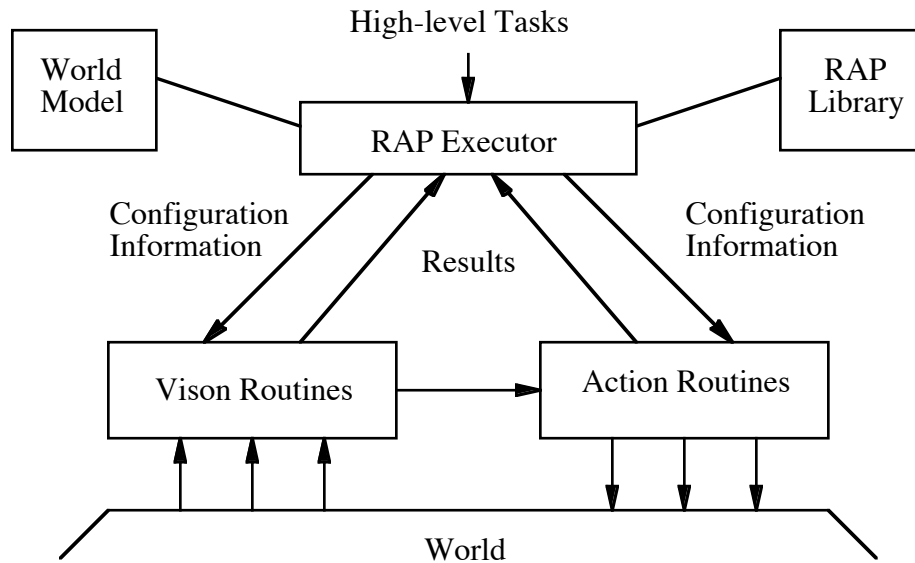 High-level Tasks
World
Model
RAP
Library
RAP Executor
Configuration
Information
Configuration
Information
Results
Vison Routines
Action Routines
World